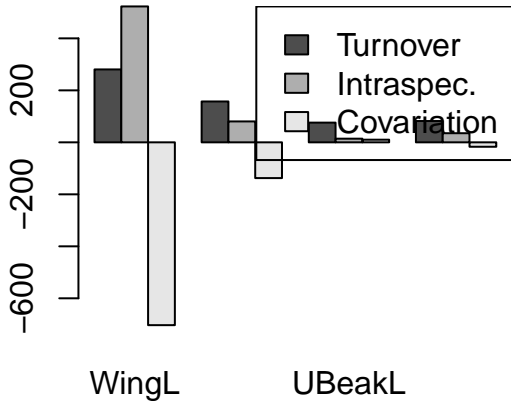 Turnover
Intraspec.
Covariation
200
−200
−600
WingL UBeakL